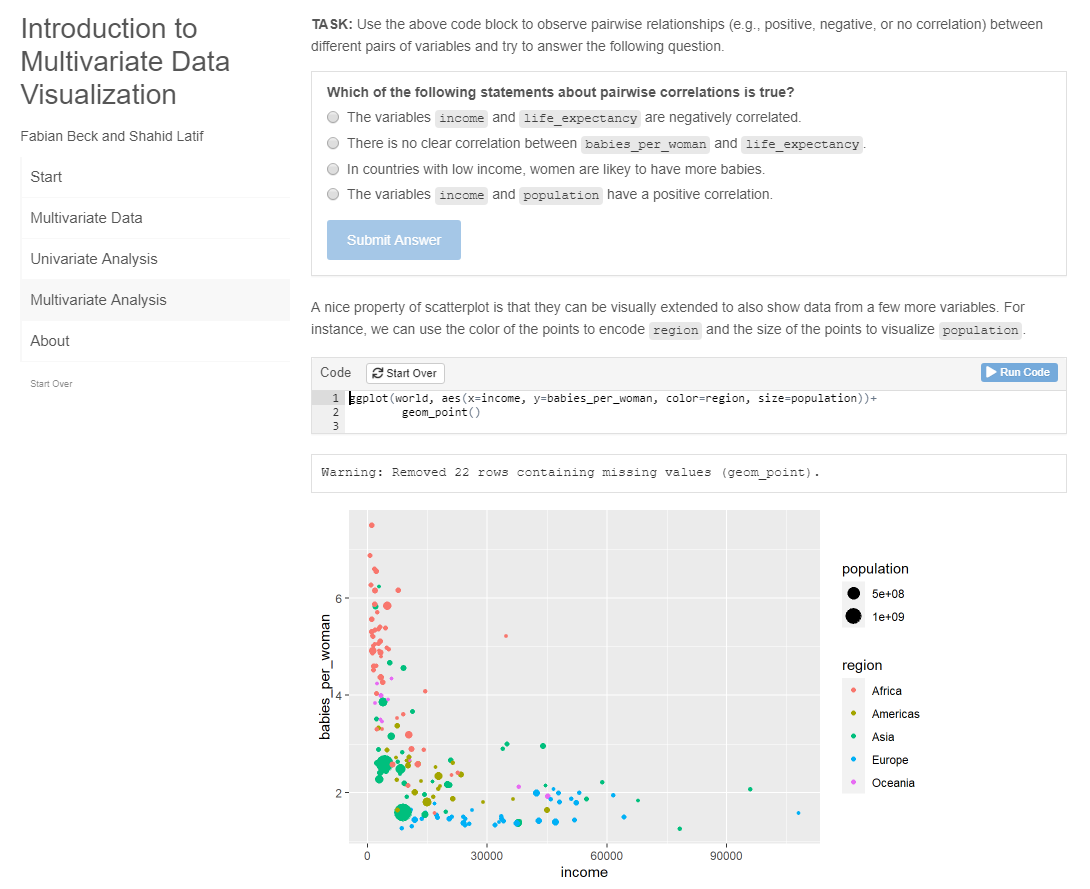 Introduction to
Multivariate Data
Visualization
Fabian Beck and Shahid Latif
Start
Multivariate Data
Univariate Analysis
Multivariate Analysis
About
Start Over
TASK: Use the above code block to observe pairwise relationships (e.g., positive, negative, or no correlation) between
different pairs of variables and try to answer the following question.
Which of the following statements about pairwise correlations is true?
The variables income and life_expectancy are negatively correlated.
There is no clear correlation between babies_per_woman and life_expectancy.
In countries with low income, women are likey to have more babies.
The variables income and population have a positive correlation.
Submit Answer
A nice property of scatterplot is that they can be visually extended to also show data from a few more variables. For
instance, we can use the color of the points to encode region and the size of the points to visualize population.
Code Start Over Run Code
1 ggplot(world, aes(x=income, y=babies_per_woman, color=region, size=population))+
2 geom_point()
3
Warning: Removed 22 rows containing missing values (geom_point).
babies_per_woman
6
4
2
0 30000 60000 90000
income
population
5e+08
1e+09
region
Africa
Americas
Asia
Europe
Oceania